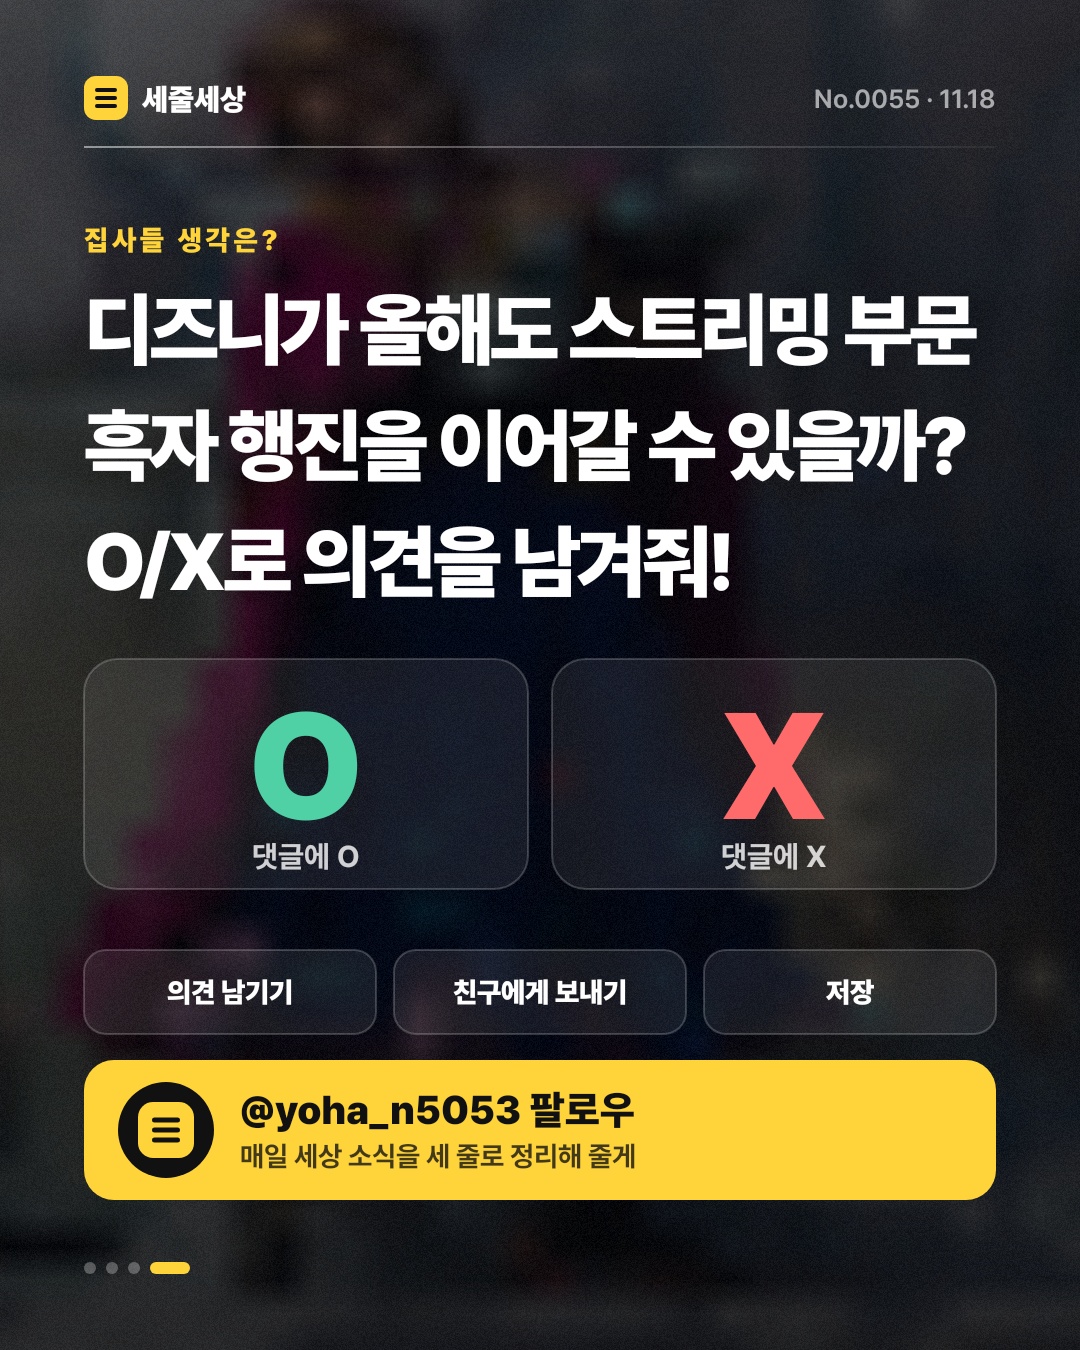 세줄세상
No.0055 · 11.18
집사들 생각은?
디즈니가 올해도 스트리밍 부문
흑자 행진을 이어갈 수 있을까?
O/X로 의견을 남겨줘!
O
댓글에 O
X
댓글에 X
의견 남기기
친구에게 보내기
저장
@yoha_n5053 팔로우
매일 세상 소식을 세 줄로 정리해 줄게